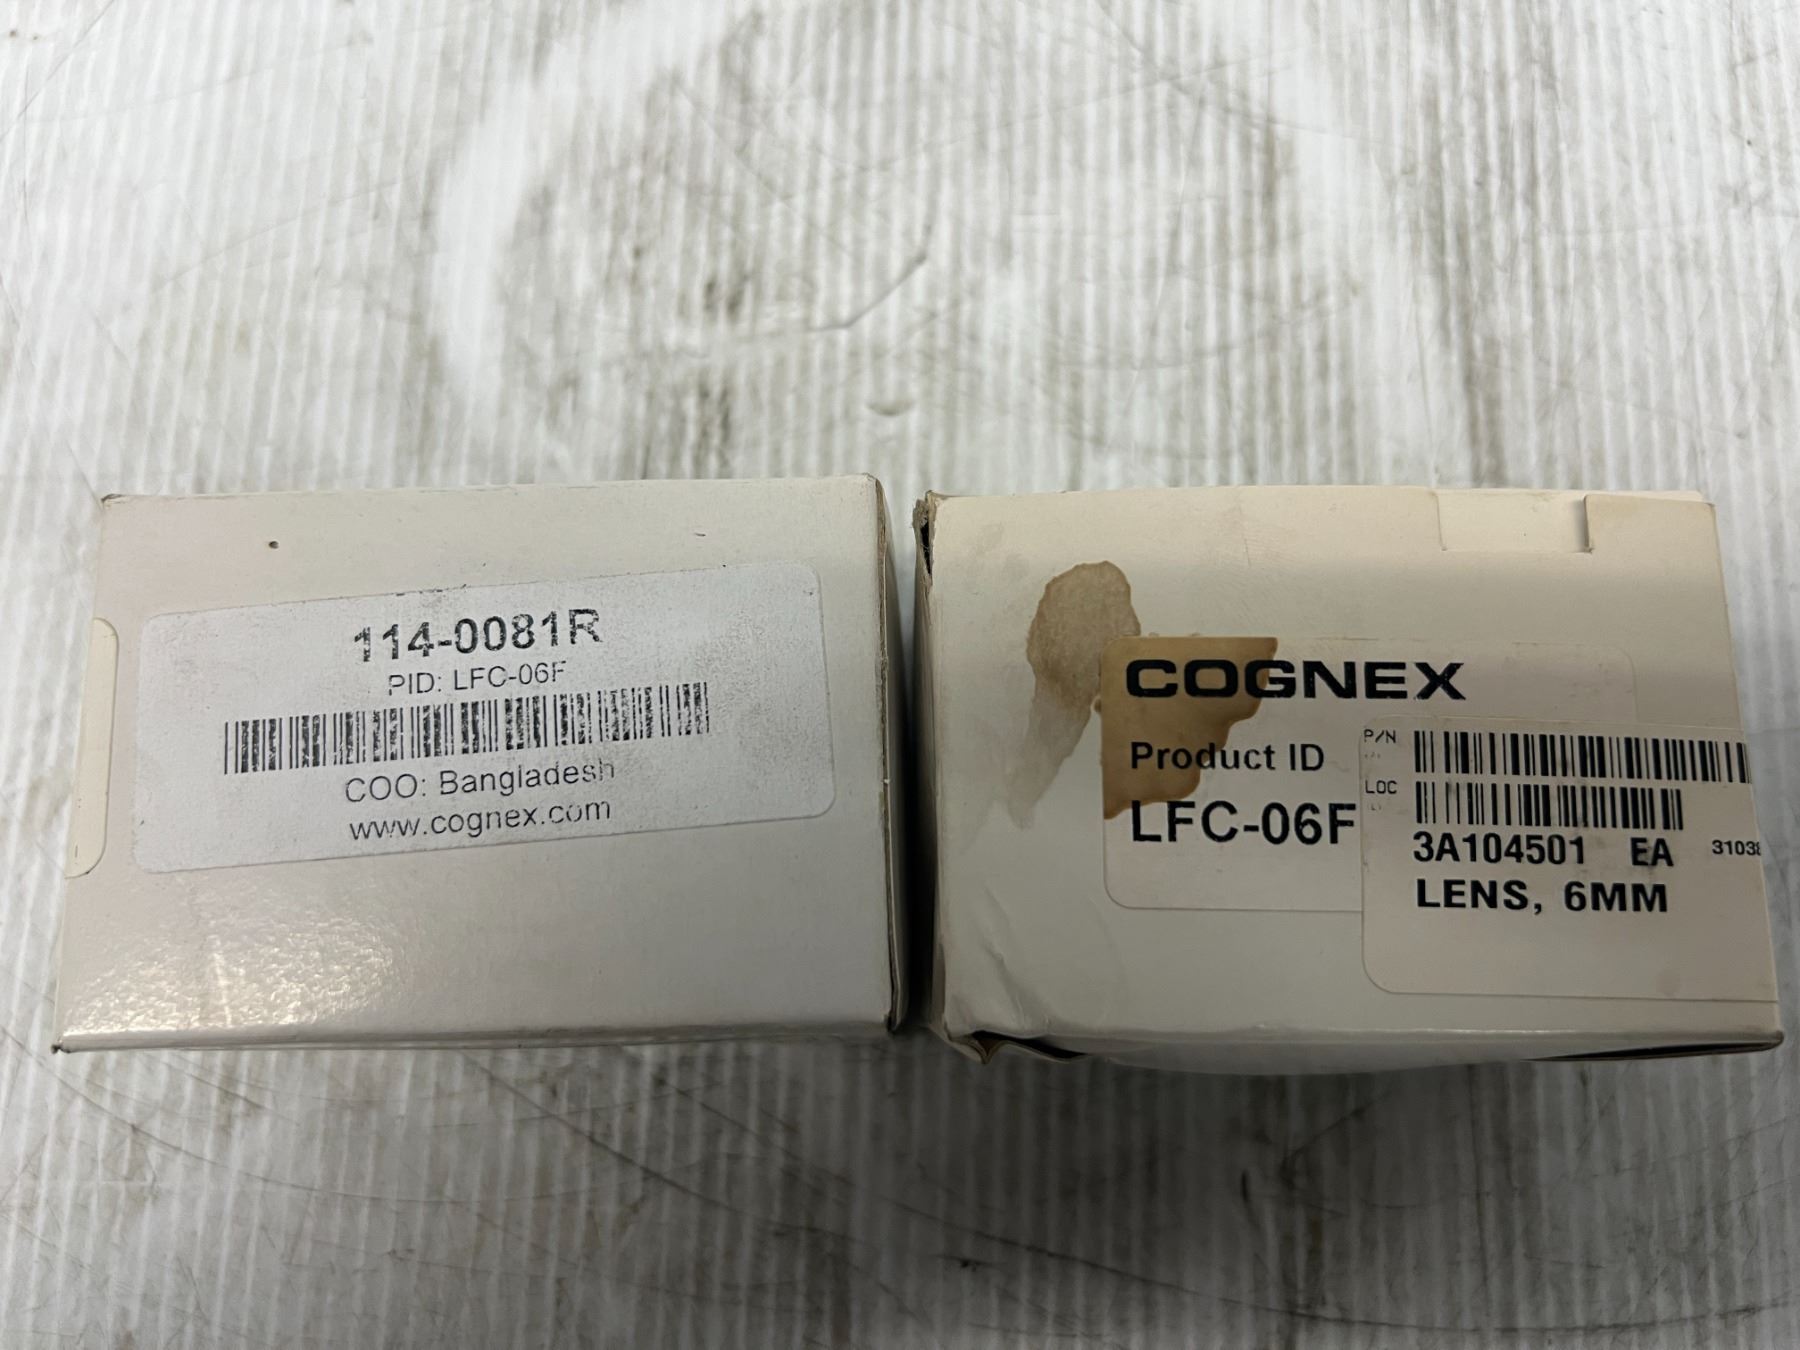 114-0081R
PID: LFC-06F
COO: Bangladesh
www.cognex.com
COGNEX
Product ID
LFC-06F
P/N
LOC
3A104501 EA 31038
LENS, 6MM